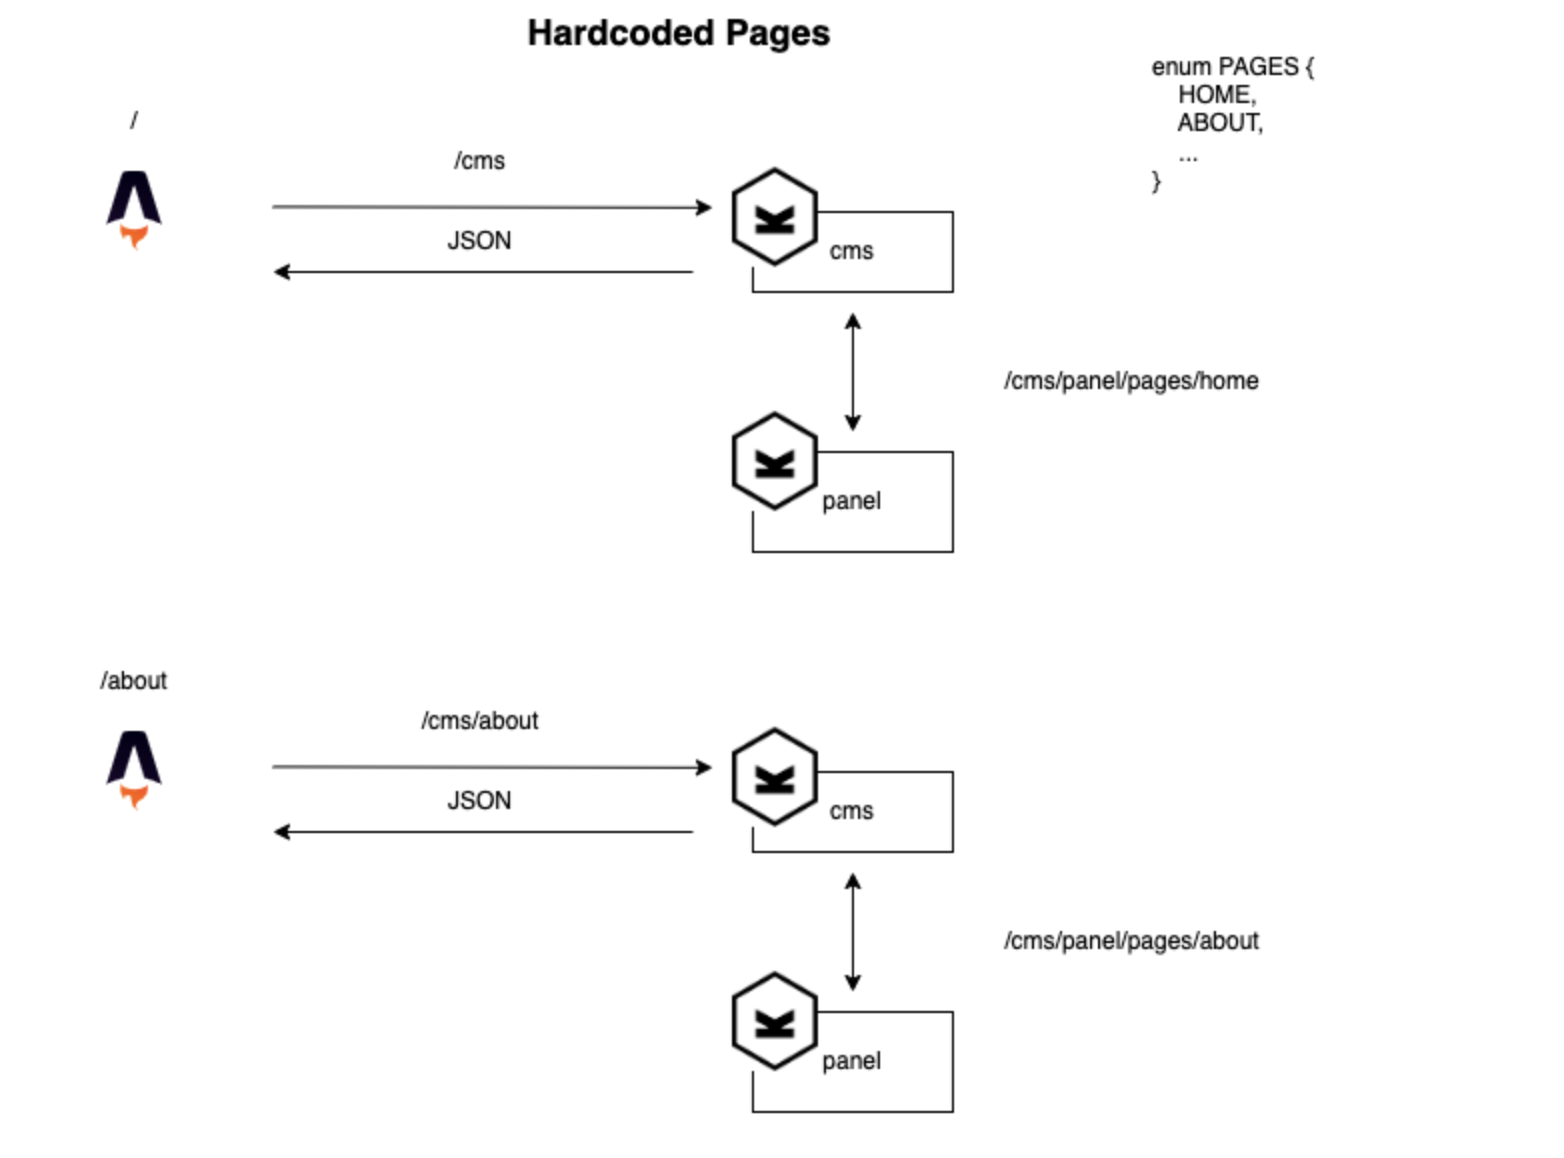 Hardcoded Pages
enum PAGES {
HOME,
ABOUT,
...
}
/
/cms
JSON
cms
/cms/panel/pages/home
panel
/about
/cms/about
JSON
cms
/cms/panel/pages/about
panel